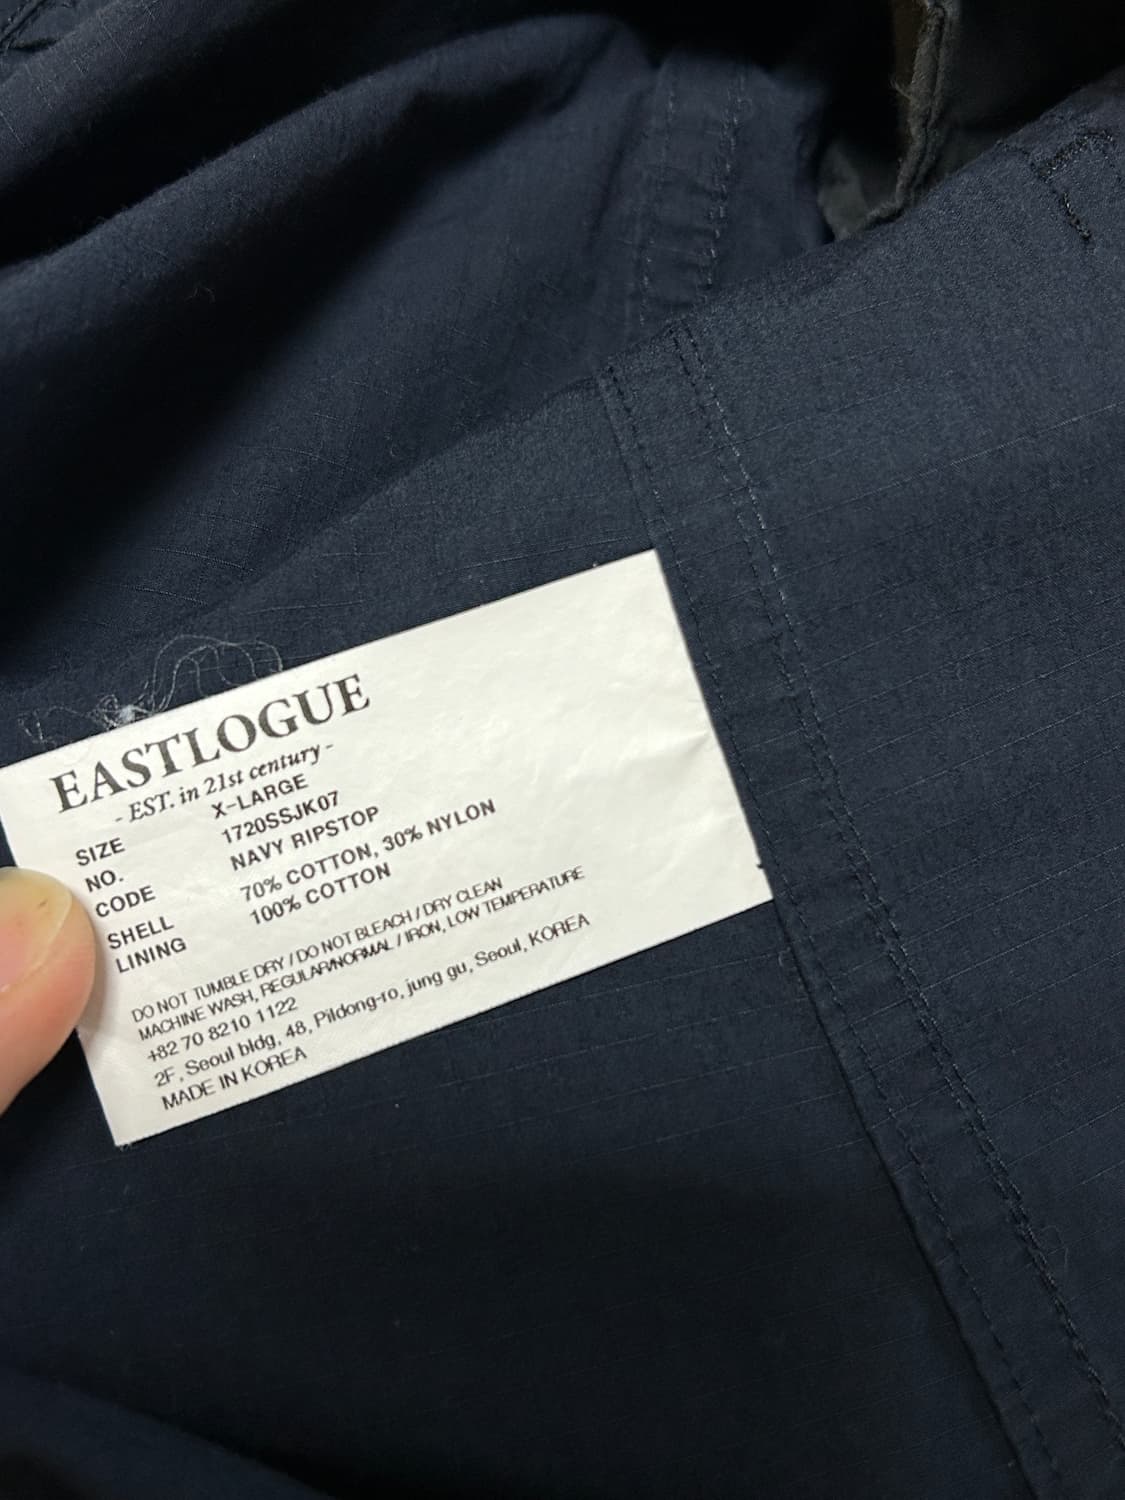 EASTLOGUE
- EST. in 21st century -
SIZE X-LARGE
NO. 1720SSJK07
CODE NAVY RIPSTOP
SHELL 70% COTTON, 30% NYLON
LINING 100% COTTON
DO NOT TUMBLE DRY / DO NOT BLEACH / DRY CLEAN
MACHINE WASH, REGULAR/NORMAL / IRON, LOW TEMPERATURE
+82 70 8210 1122
2F, Seoul bldg, 48, Pildong-ro, jung gu, Seoul, KOREA
MADE IN KOREA